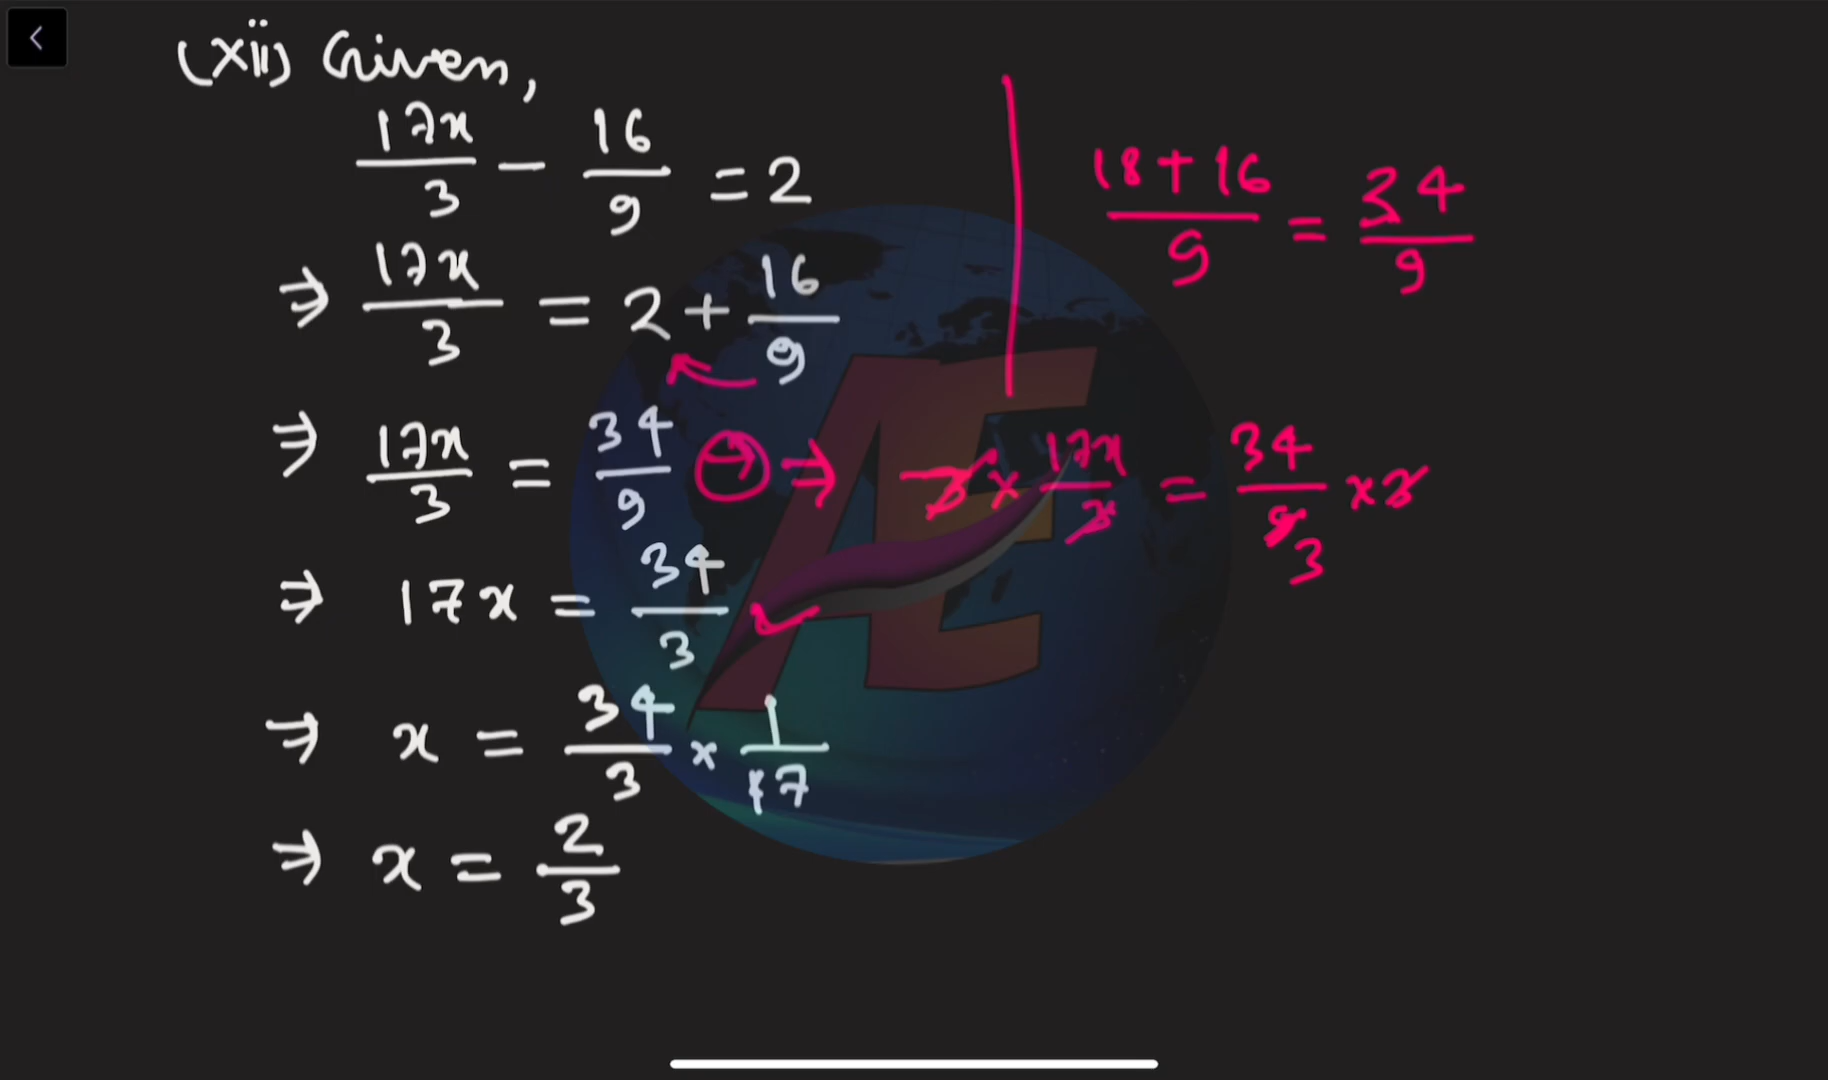 (xii) Given,
17x/3 - 16/9 = 2
⇒ 17x/3 = 2 + 16/9
18 + 16/9 = 34/9
⇒ 17x/3 = 34/9 → ⇒ 3 × 17x/3 = 34/9 × 3
3
⇒ 17x = 34/3
⇒ x = 34/3 × 1/17
⇒ x = 2/3
Æ